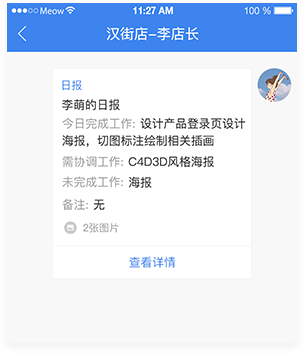 Meow 11:27 AM 100 %
汉街店-李店长
日报
李萌的日报
今日完成工作: 设计产品登录页设计
海报，切图标注绘制相关插画
需协调工作: C4D3D风格海报
未完成工作: 海报
备注: 无
2张图片
查看详情